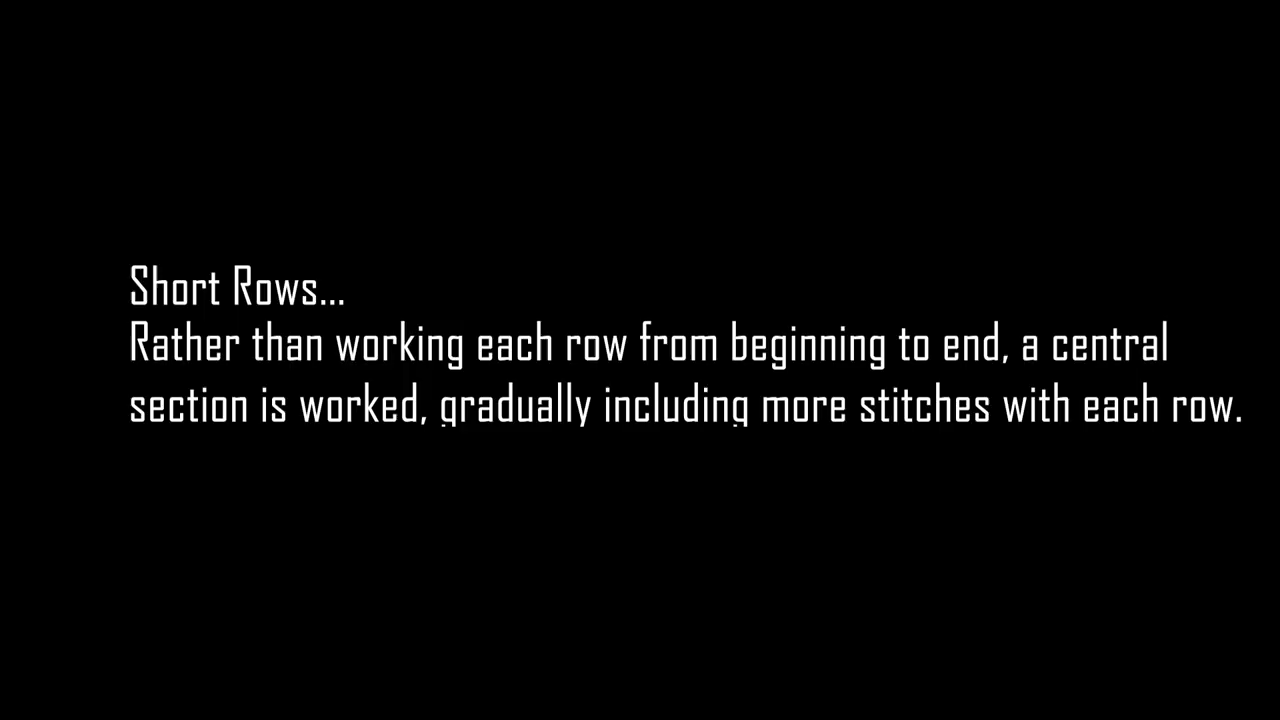 Short Rows...
Rather than working each row from beginning to end, a central
section is worked, gradually including more stitches with each row.